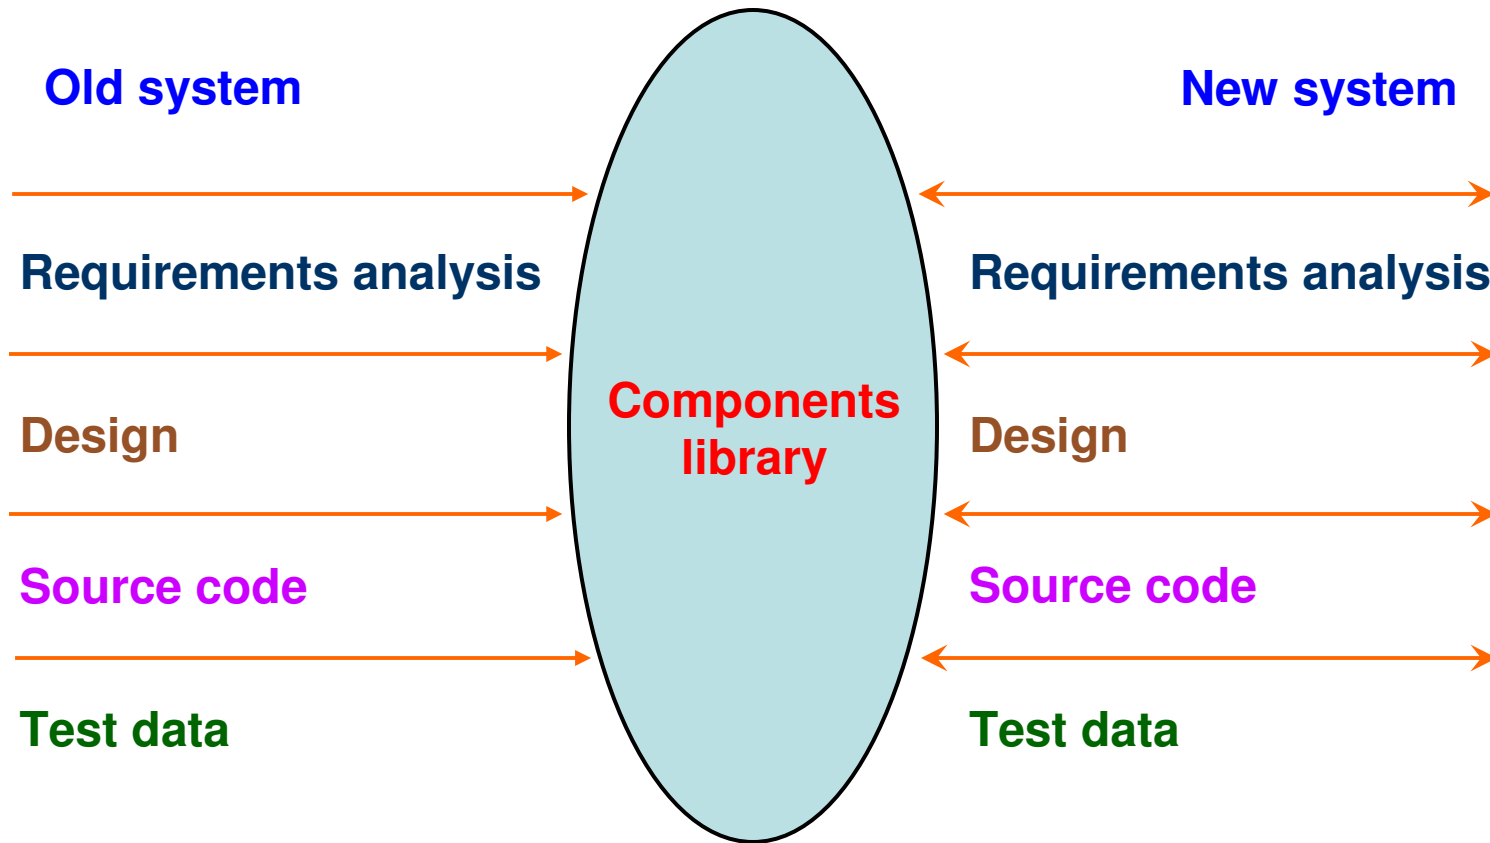 Old system
New system
Requirements analysis
Requirements analysis
Components
library
Design
Design
Source code
Source code
Test data
Test data